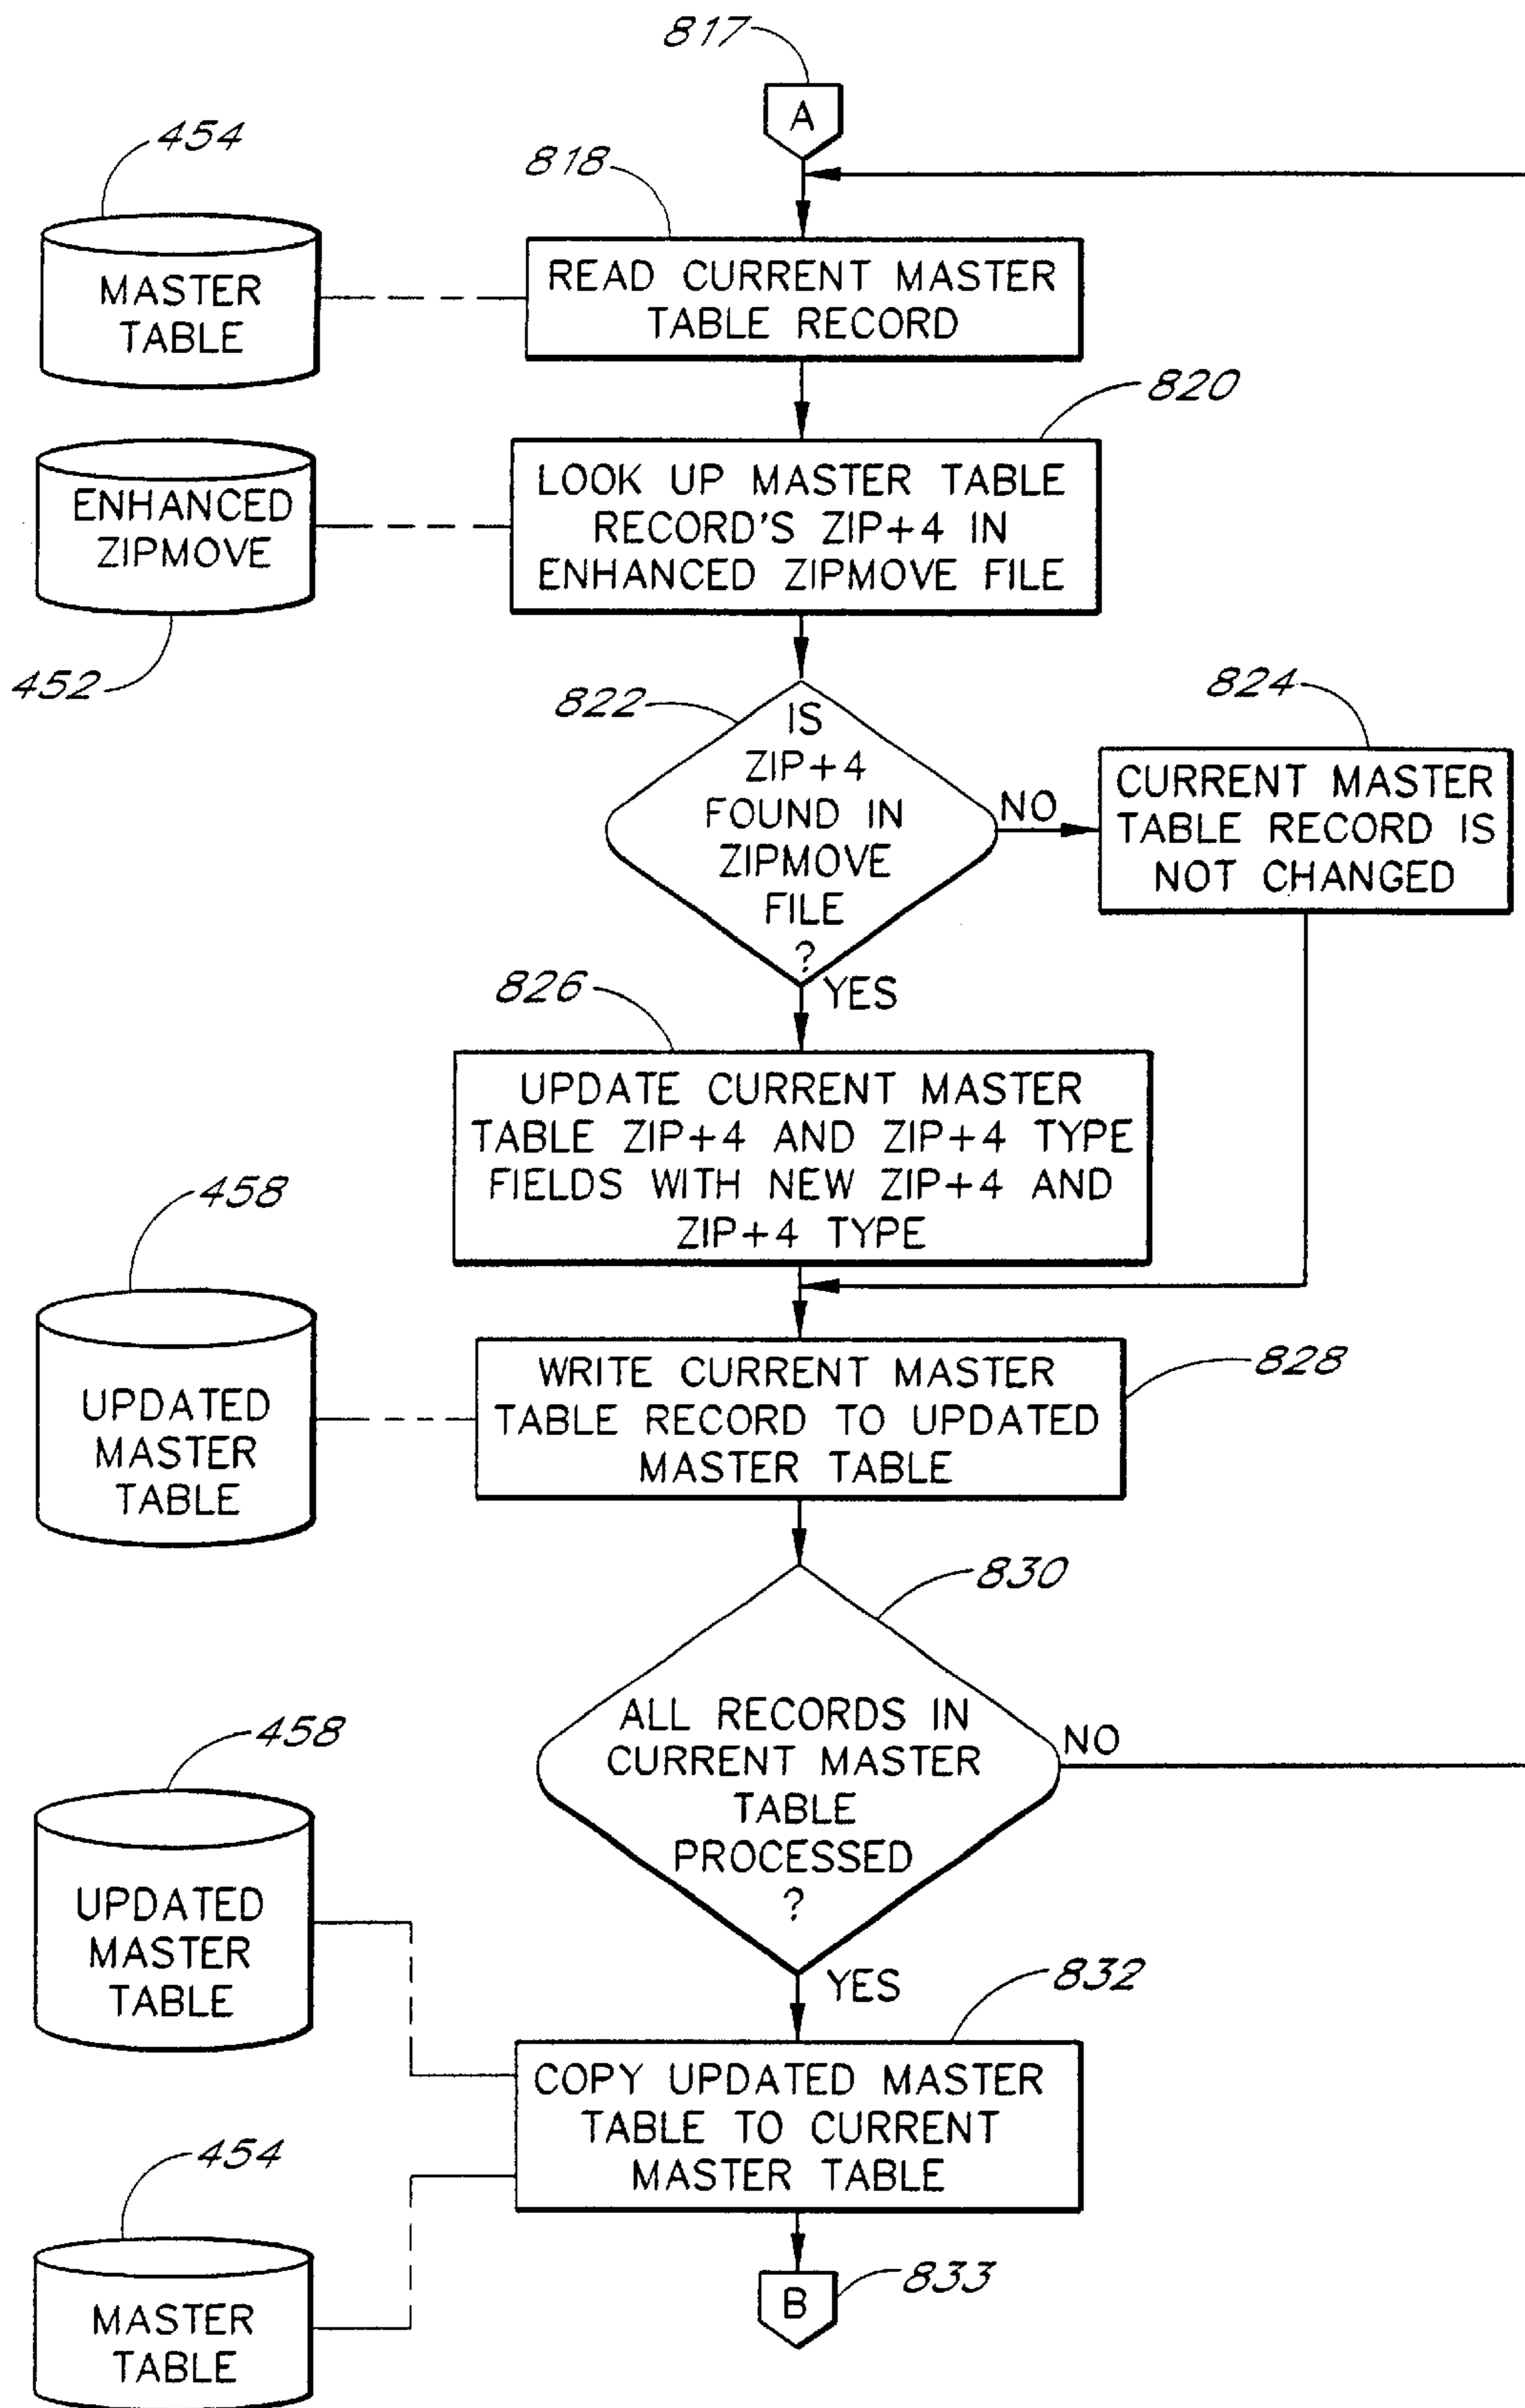 817
A
454
818
MASTER
TABLE
READ CURRENT MASTER
TABLE RECORD
820
ENHANCED
ZIPMOVE
452
LOOK UP MASTER TABLE
RECORD'S ZIP+4 IN
ENHANCED ZIPMOVE FILE
822
IS
ZIP+4
FOUND IN
ZIPMOVE
FILE
?
NO
824
CURRENT MASTER
TABLE RECORD IS
NOT CHANGED
YES
826
UPDATE CURRENT MASTER
TABLE ZIP+4 AND ZIP+4 TYPE
FIELDS WITH NEW ZIP+4 AND
ZIP+4 TYPE
458
UPDATED
MASTER
TABLE
WRITE CURRENT MASTER
TABLE RECORD TO UPDATED
MASTER TABLE
828
830
ALL RECORDS IN
CURRENT MASTER
TABLE
PROCESSED
?
NO
YES
458
UPDATED
MASTER
TABLE
832
COPY UPDATED MASTER
TABLE TO CURRENT
MASTER TABLE
454
MASTER
TABLE
B
833